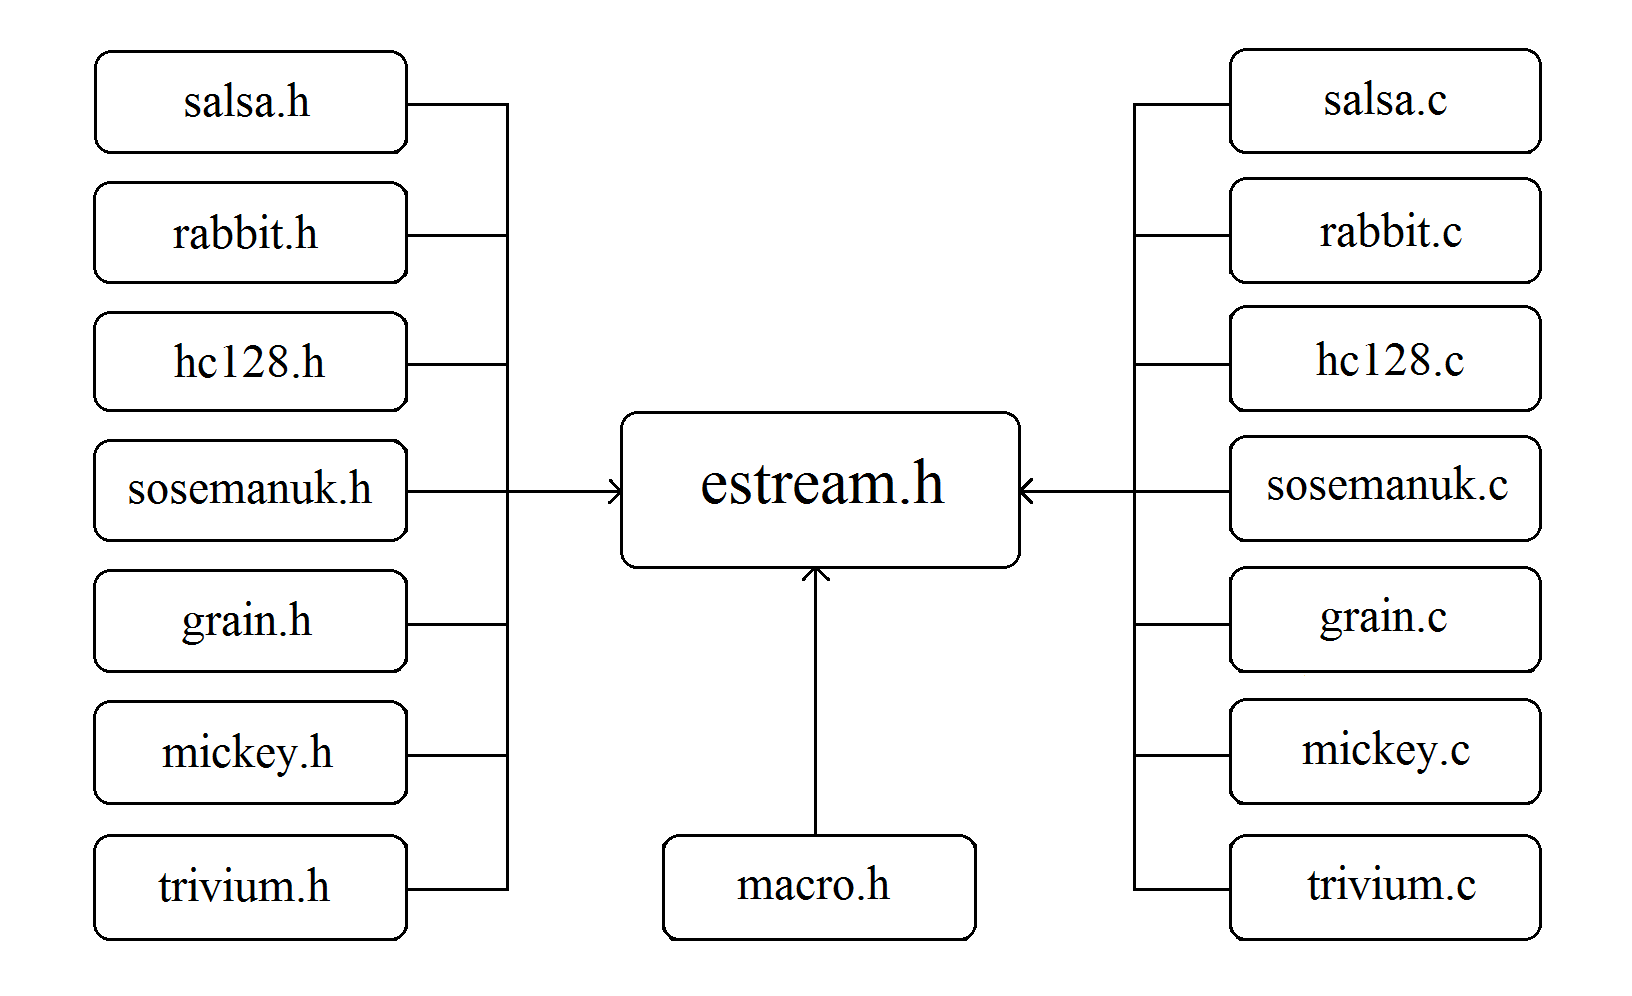 salsa.h
rabbit.h
hc128.h
sosemanuk.h
grain.h
mickey.h
trivium.h
estream.h
macro.h
salsa.c
rabbit.c
hc128.c
sosemanuk.c
grain.c
mickey.c
trivium.c